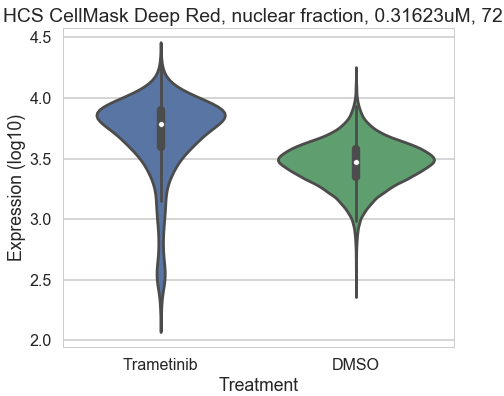 HCS CellMask Deep Red, nuclear fraction, 0.31623uM, 72
4.5
4.0
3.5
3.0
2.5
2.0
Expression (log10)
Trametinib DMSO
Treatment